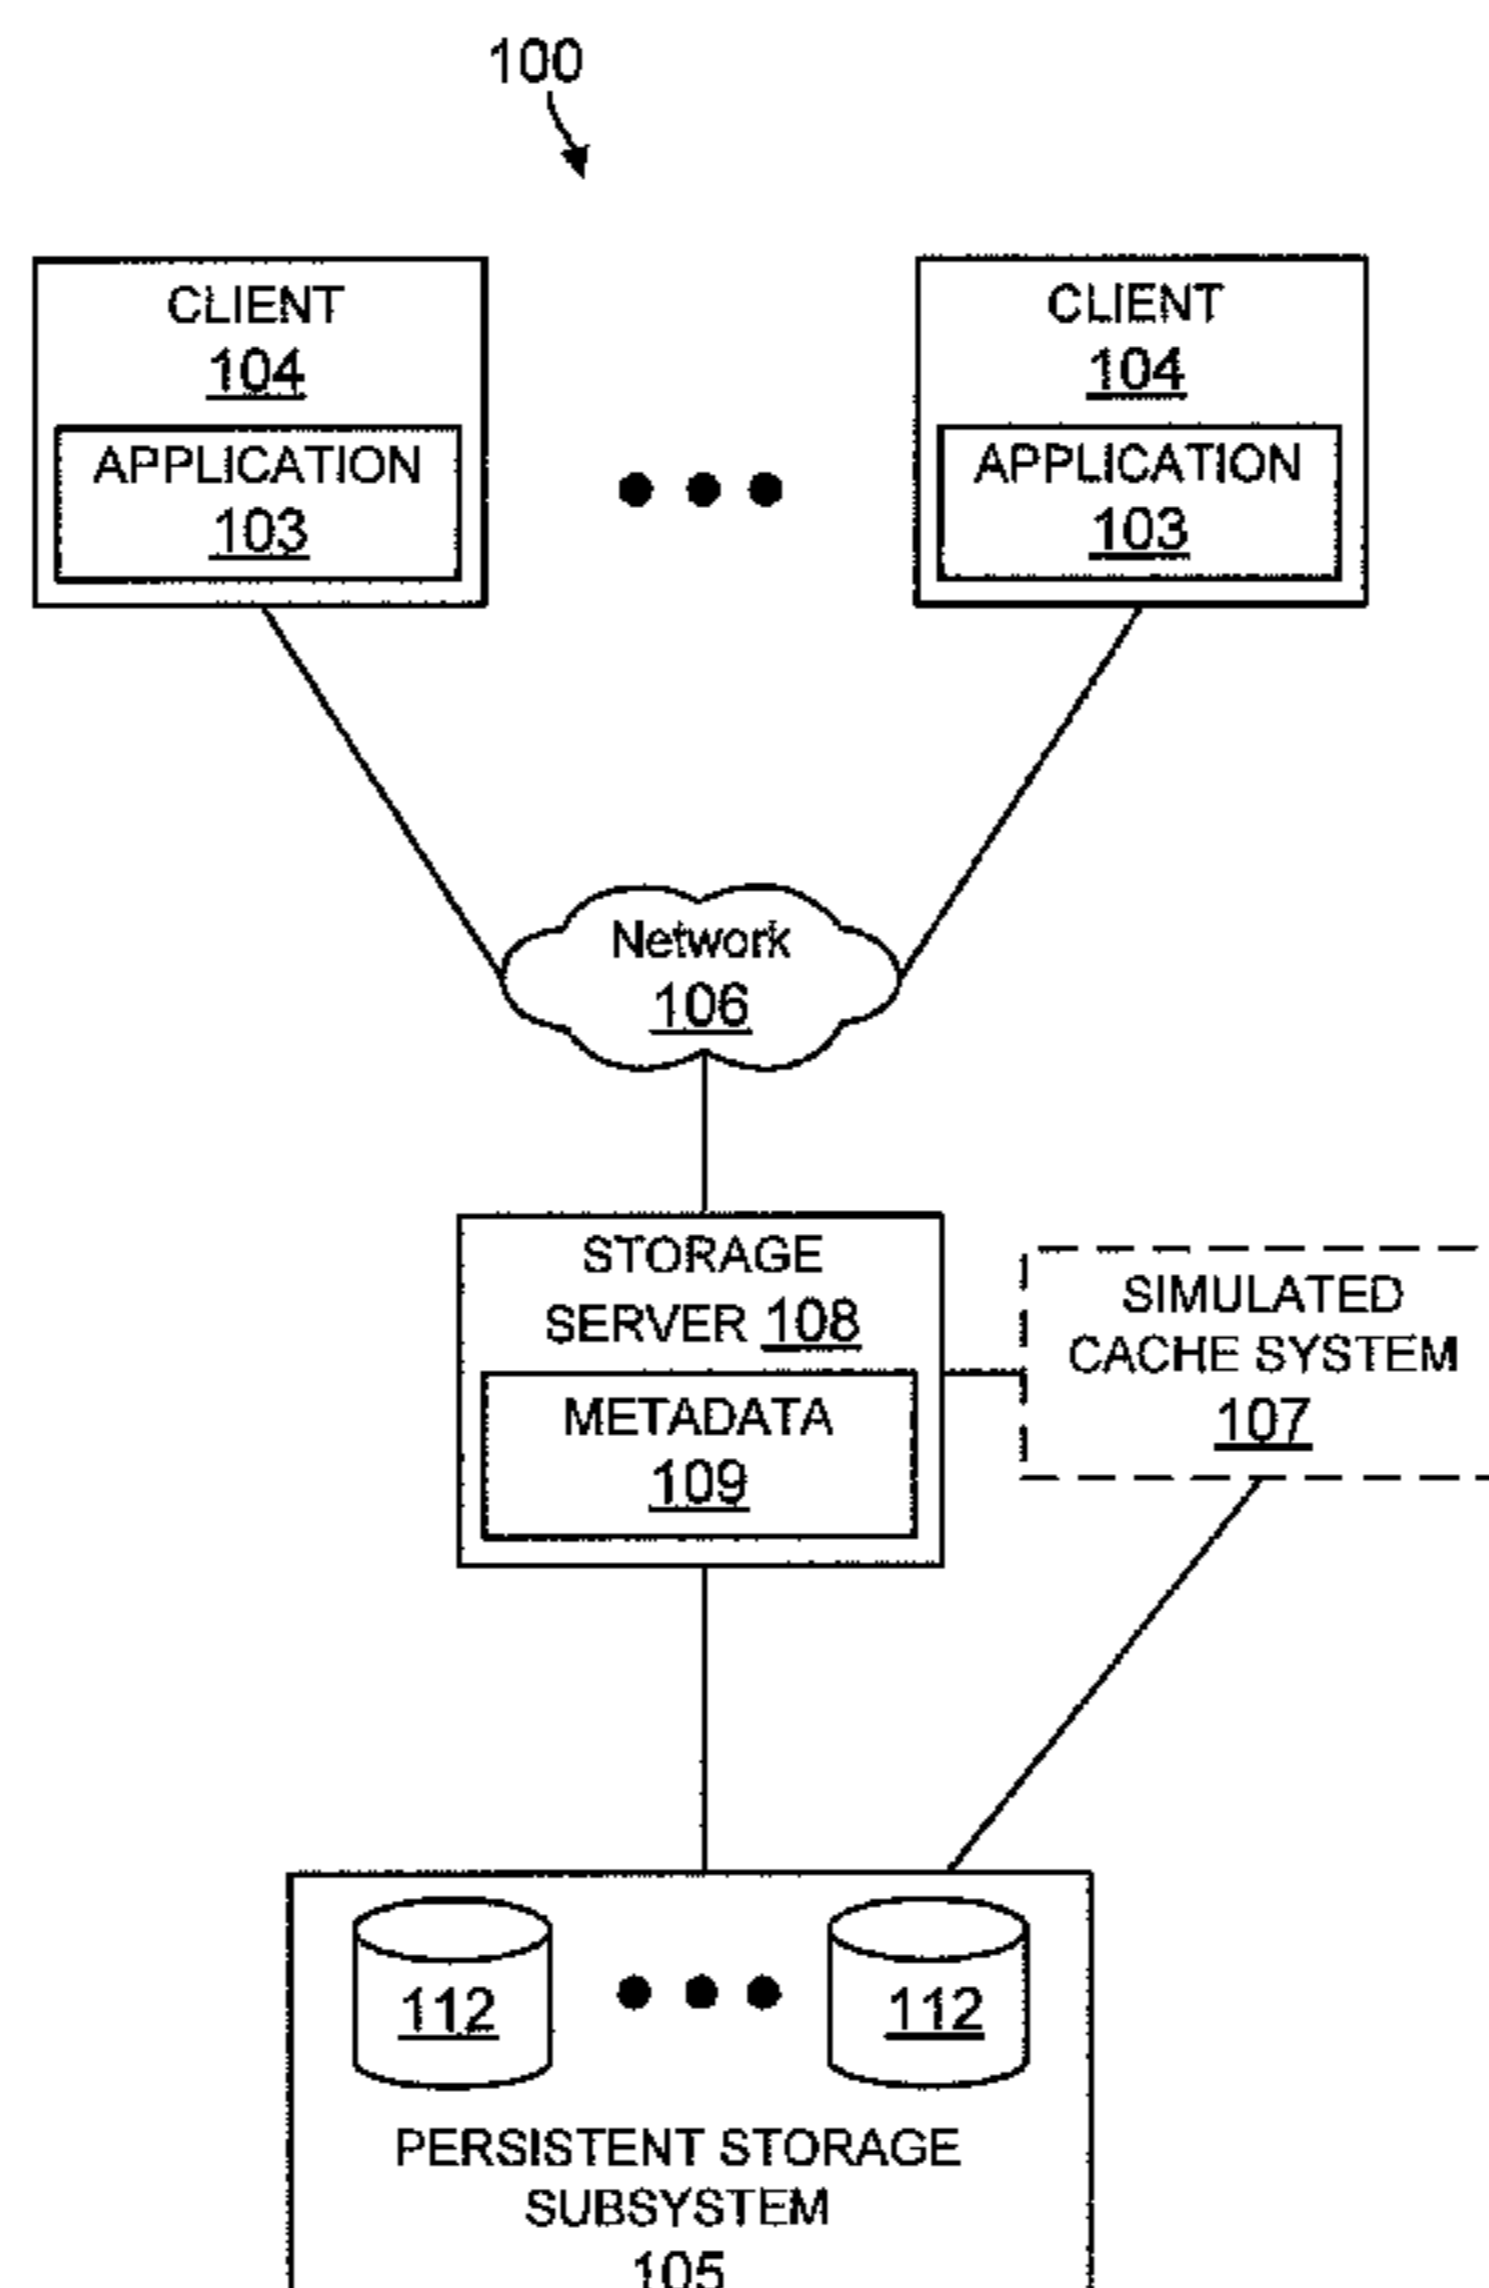 100
CLIENT
104
APPLICATION
103
CLIENT
104
APPLICATION
103
Network
106
STORAGE
SERVER 108
METADATA
109
SIMULATED
CACHE SYSTEM
107
112
112
PERSISTENT STORAGE
SUBSYSTEM
105